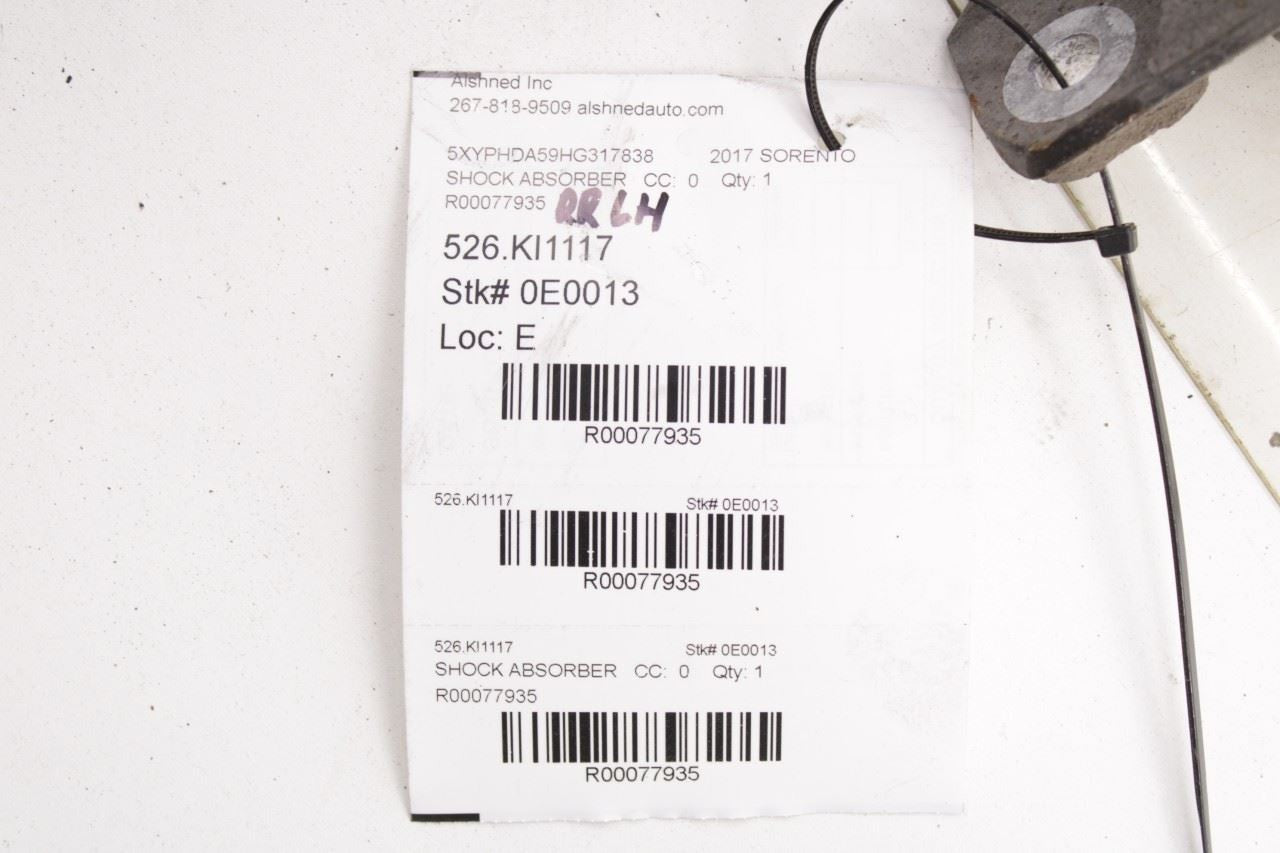 Alshned Inc
267-818-9509 alshnedauto.com
5XYPHDA59HG317838 2017 SORENTO
SHOCK ABSORBER CC: 0 Qty: 1
R00077935 RR LH
526.KI1117
Stk# 0E0013
Loc: E
R00077935
526.KI1117 Stk# 0E0013
R00077935
526.KI1117 Stk# 0E0013
SHOCK ABSORBER CC: 0 Qty: 1
R00077935
R00077935